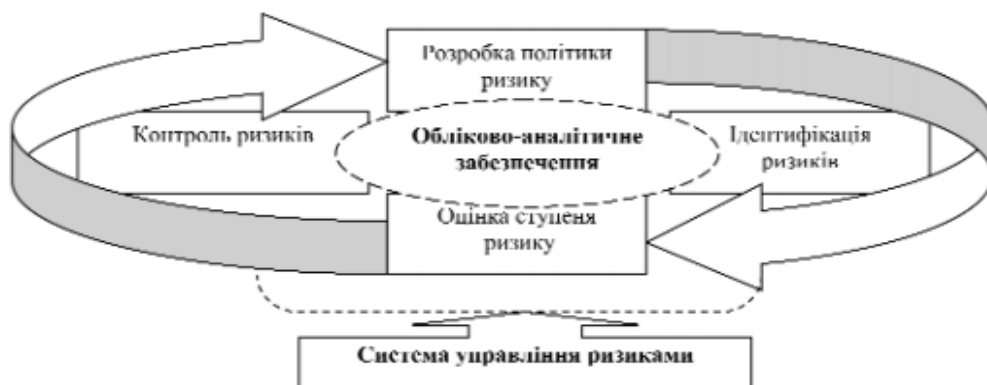 Розробка політики
ризику
Контроль ризиків
Обліково-аналітичне
забезпечення
Ідентифікація
ризиків
Оцінка ступеня
ризику
Система управління ризиками